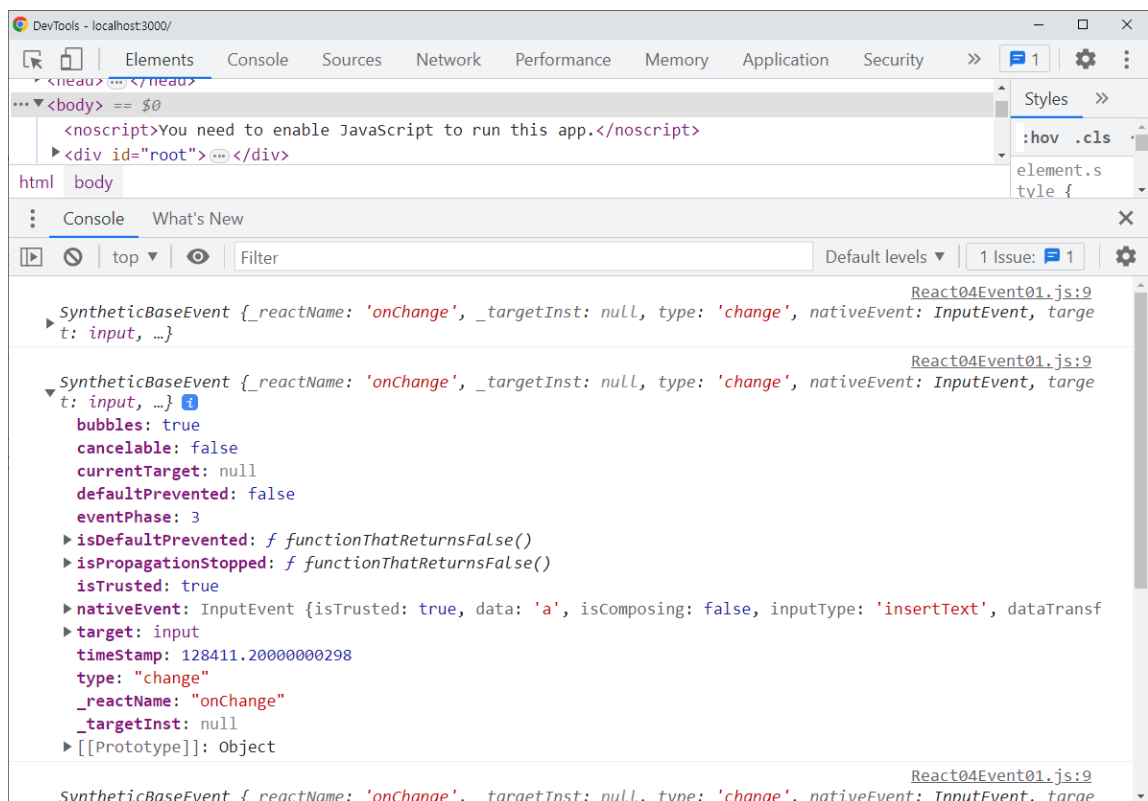 DevTools - localhost:3000/
Elements Console Sources Network Performance Memory Application Security » 1
<head> … </head>
… ▼<body> == $0
<noscript>You need to enable JavaScript to run this app.</noscript>
▶<div id="root"> … </div>
html body
Styles »
:hov .cls
element.s
tyle {
Console What's New
top ▼ Filter Default levels ▼ 1 Issue: 1
React04Event01.js:9
SyntheticBaseEvent {_reactName: 'onChange', _targetInst: null, type: 'change', nativeEvent: InputEvent, targe
t: input, …}
React04Event01.js:9
SyntheticBaseEvent {_reactName: 'onChange', _targetInst: null, type: 'change', nativeEvent: InputEvent, targe
t: input, …} i
bubbles: true
cancelable: false
currentTarget: null
defaultPrevented: false
eventPhase: 3
▶isDefaultPrevented: ƒ functionThatReturnsFalse()
▶isPropagationStopped: ƒ functionThatReturnsFalse()
isTrusted: true
▶nativeEvent: InputEvent {isTrusted: true, data: 'a', isComposing: false, inputType: 'insertText', dataTransf
▶target: input
timeStamp: 128411.20000000298
type: "change"
_reactName: "onChange"
_targetInst: null
▶[[Prototype]]: Object
React04Event01.js:9
SyntheticBaseEvent {_reactName: 'onChange', _targetInst: null, type: 'change', nativeEvent: InputEvent, targe